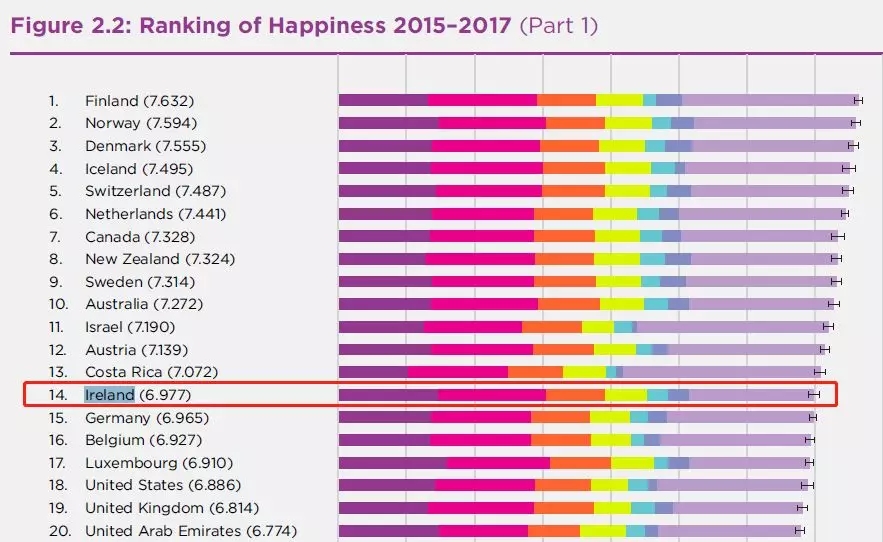 Figure 2.2: Ranking of Happiness 2015–2017 (Part 1)
1. Finland (7.632)
2. Norway (7.594)
3. Denmark (7.555)
4. Iceland (7.495)
5. Switzerland (7.487)
6. Netherlands (7.441)
7. Canada (7.328)
8. New Zealand (7.324)
9. Sweden (7.314)
10. Australia (7.272)
11. Israel (7.190)
12. Austria (7.139)
13. Costa Rica (7.072)
14. Ireland (6.977)
15. Germany (6.965)
16. Belgium (6.927)
17. Luxembourg (6.910)
18. United States (6.886)
19. United Kingdom (6.814)
20. United Arab Emirates (6.774)